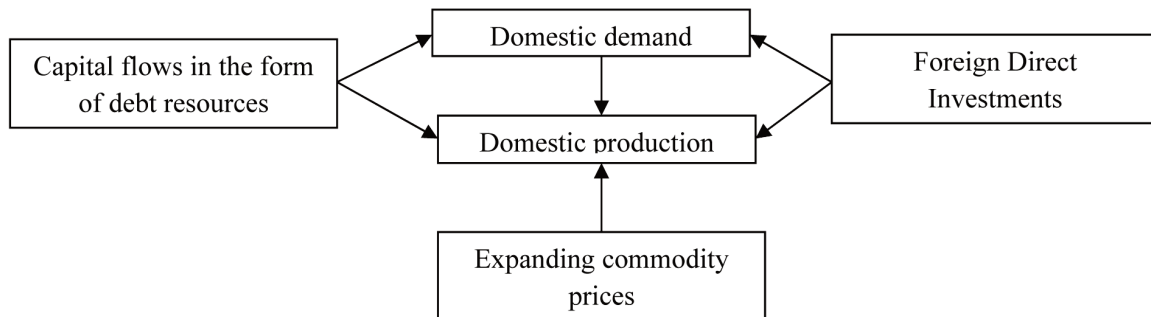 Domestic demand
Capital flows in the form
of debt resources
Foreign Direct
Investments
Domestic production
Expanding commodity
prices